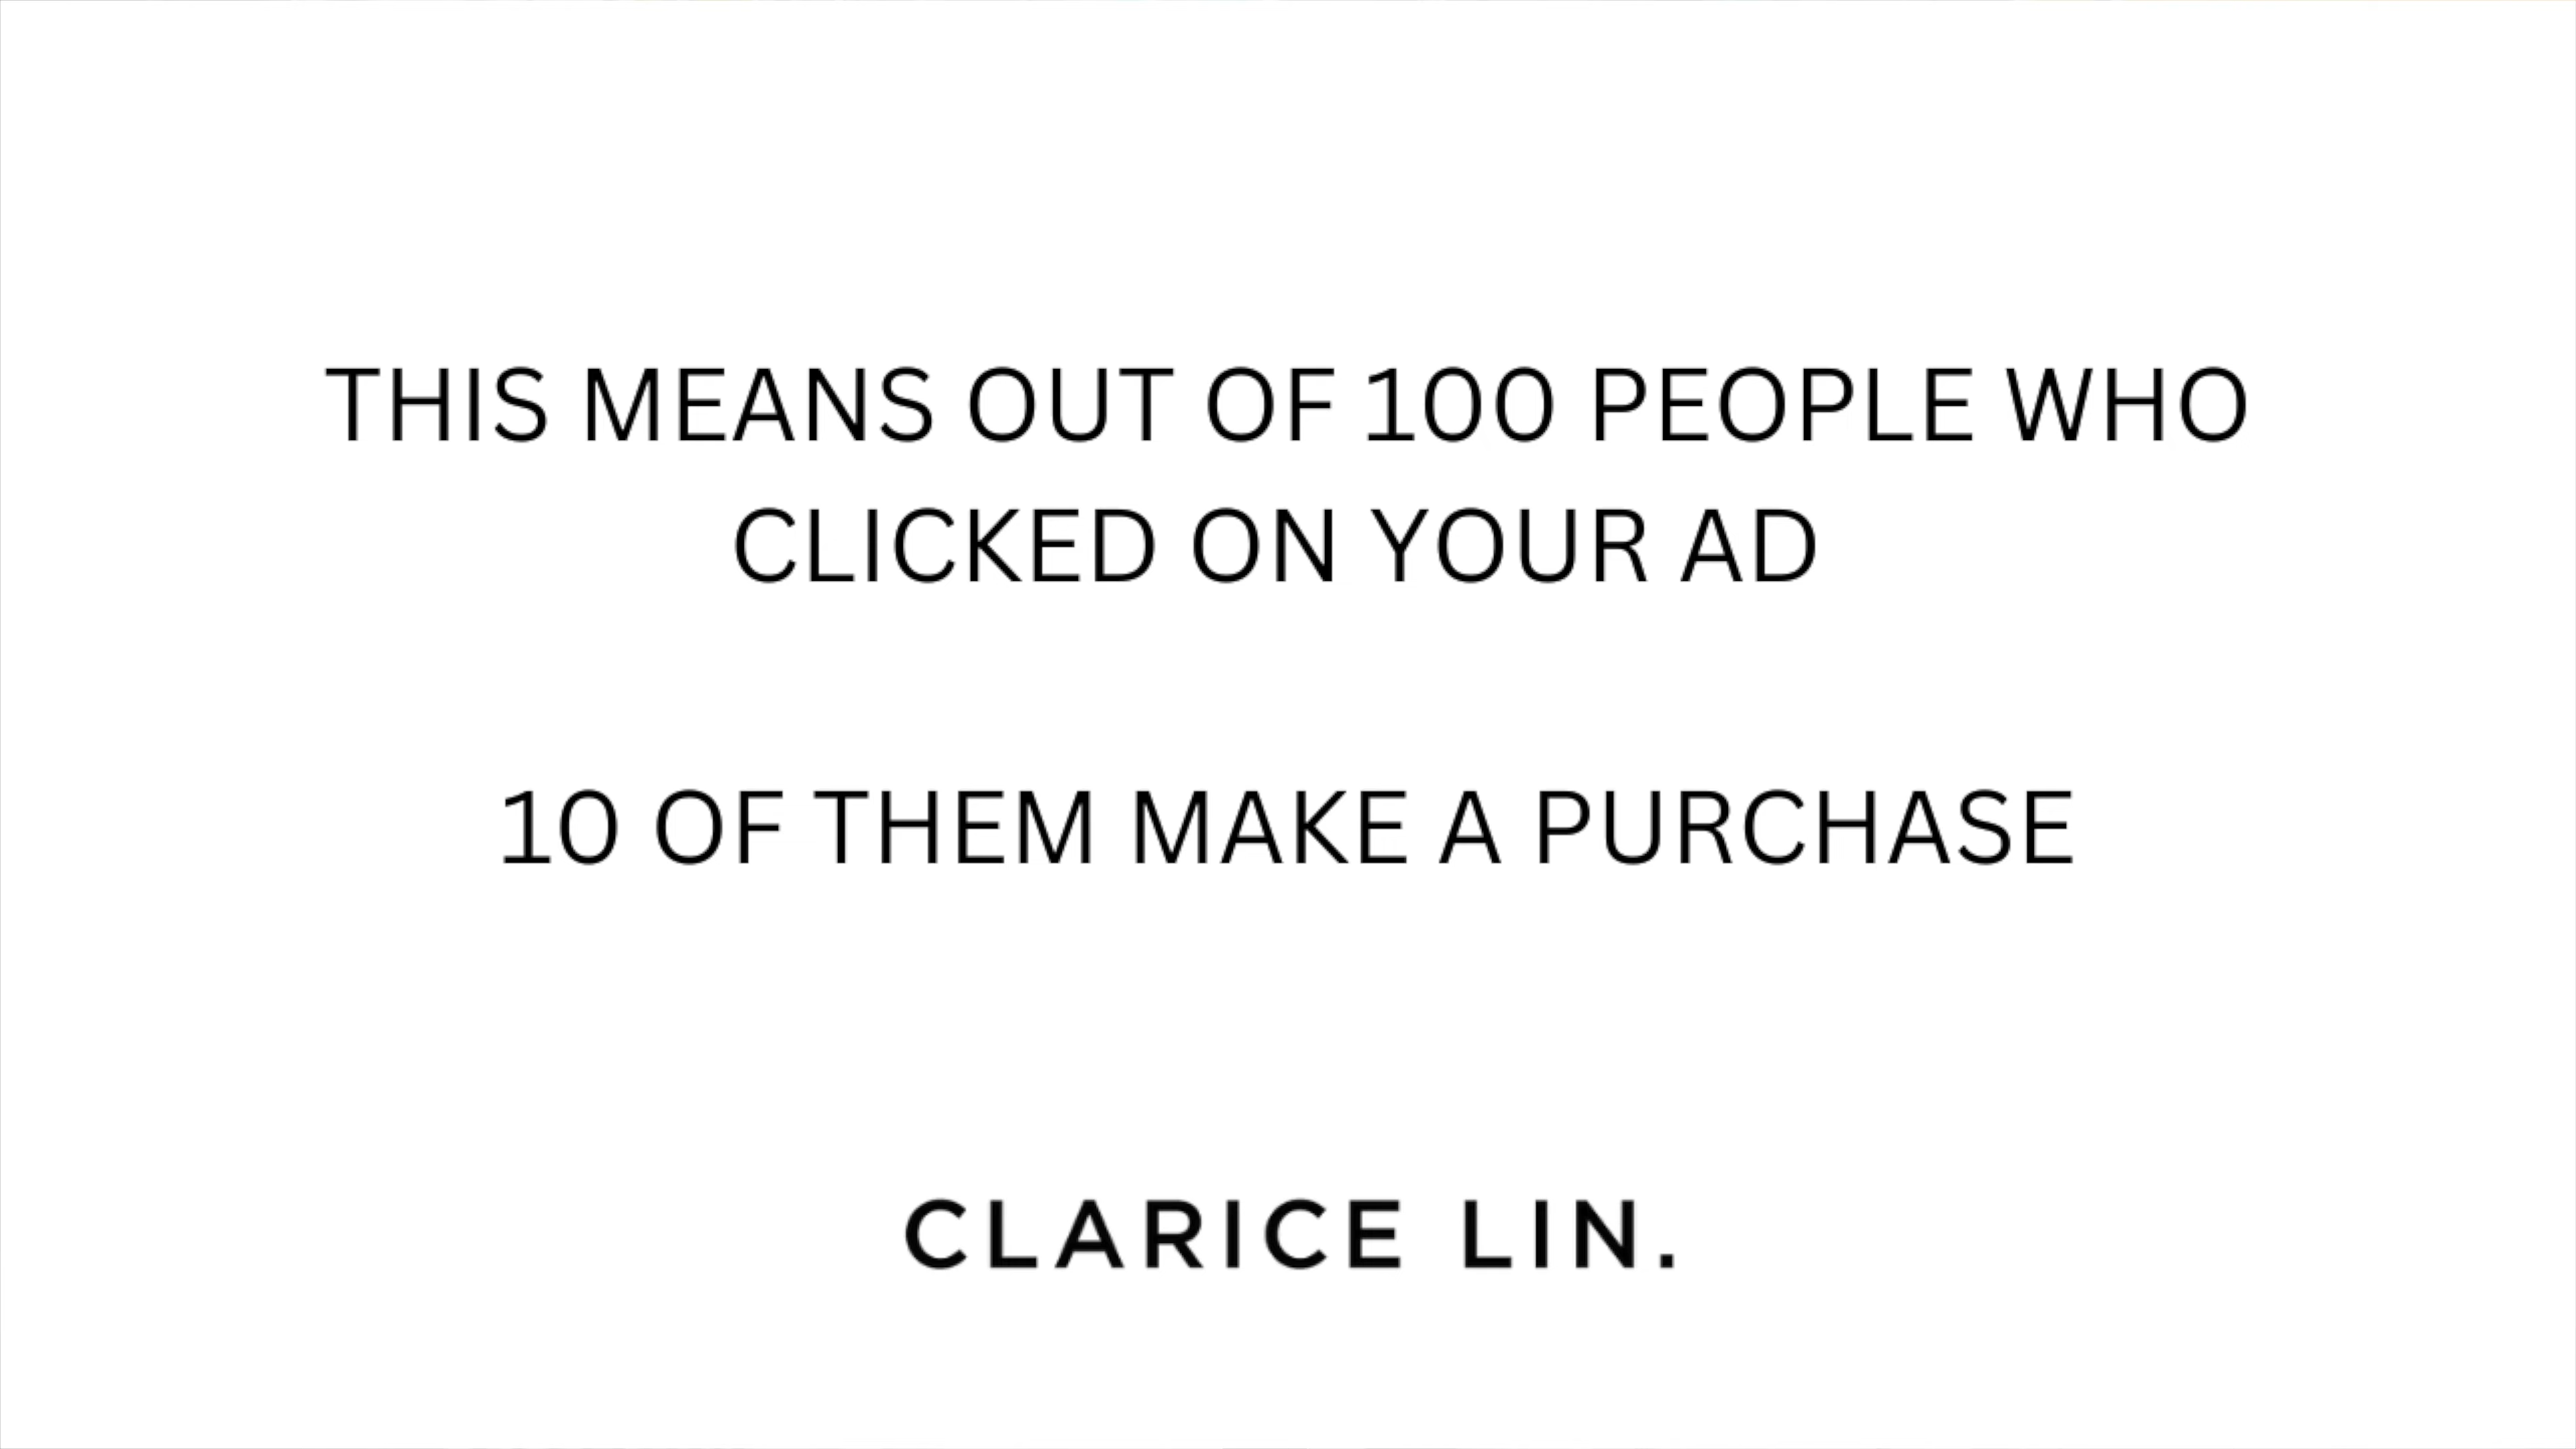 THIS MEANS OUT OF 100 PEOPLE WHO
CLICKED ON YOUR AD
10 OF THEM MAKE A PURCHASE
CLARICE LIN.